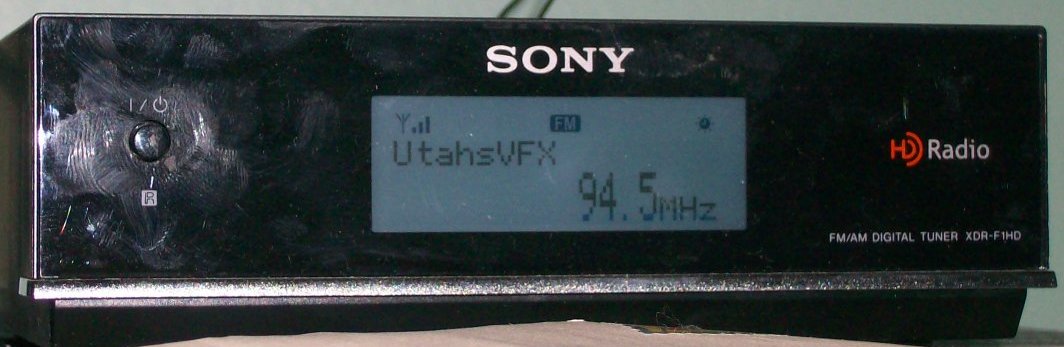 SONY
I/⏻
FM
UtahsVFX
94.5MHz
HD Radio
FM/AM DIGITAL TUNER XDR-F1HD
R